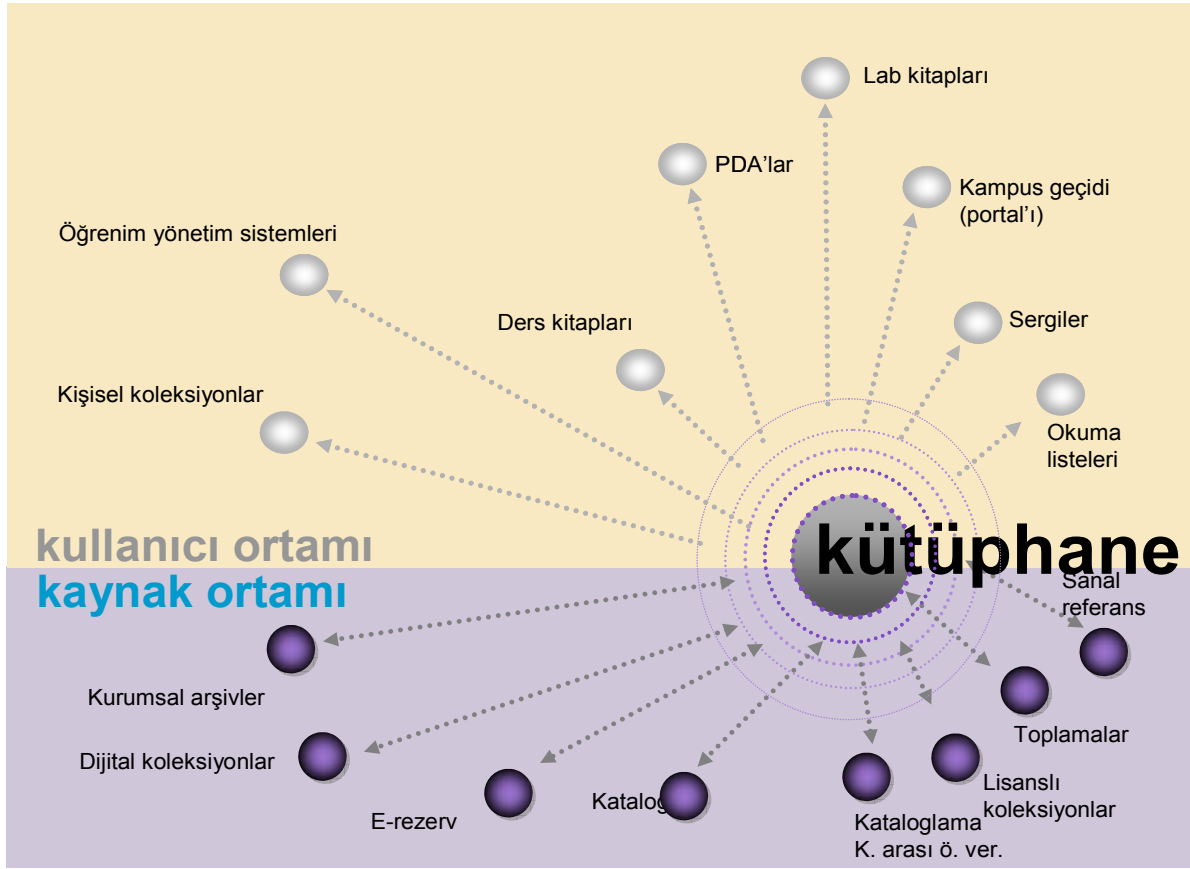 Lab kitapları
PDA'lar
Kampus geçidi
(portal'ı)
Öğrenim yönetim sistemleri
Ders kitapları
Sergiler
Kişisel koleksiyonlar
Okuma
listeleri
kullanıcı ortamı
kütüphane
kaynak ortamı
Sanal
referans
Kurumsal arşivler
Toplamalar
Dijital koleksiyonlar
Lisanslı
koleksiyonlar
Katalog
E-rezerv
Kataloglama
K. arası ö. ver.